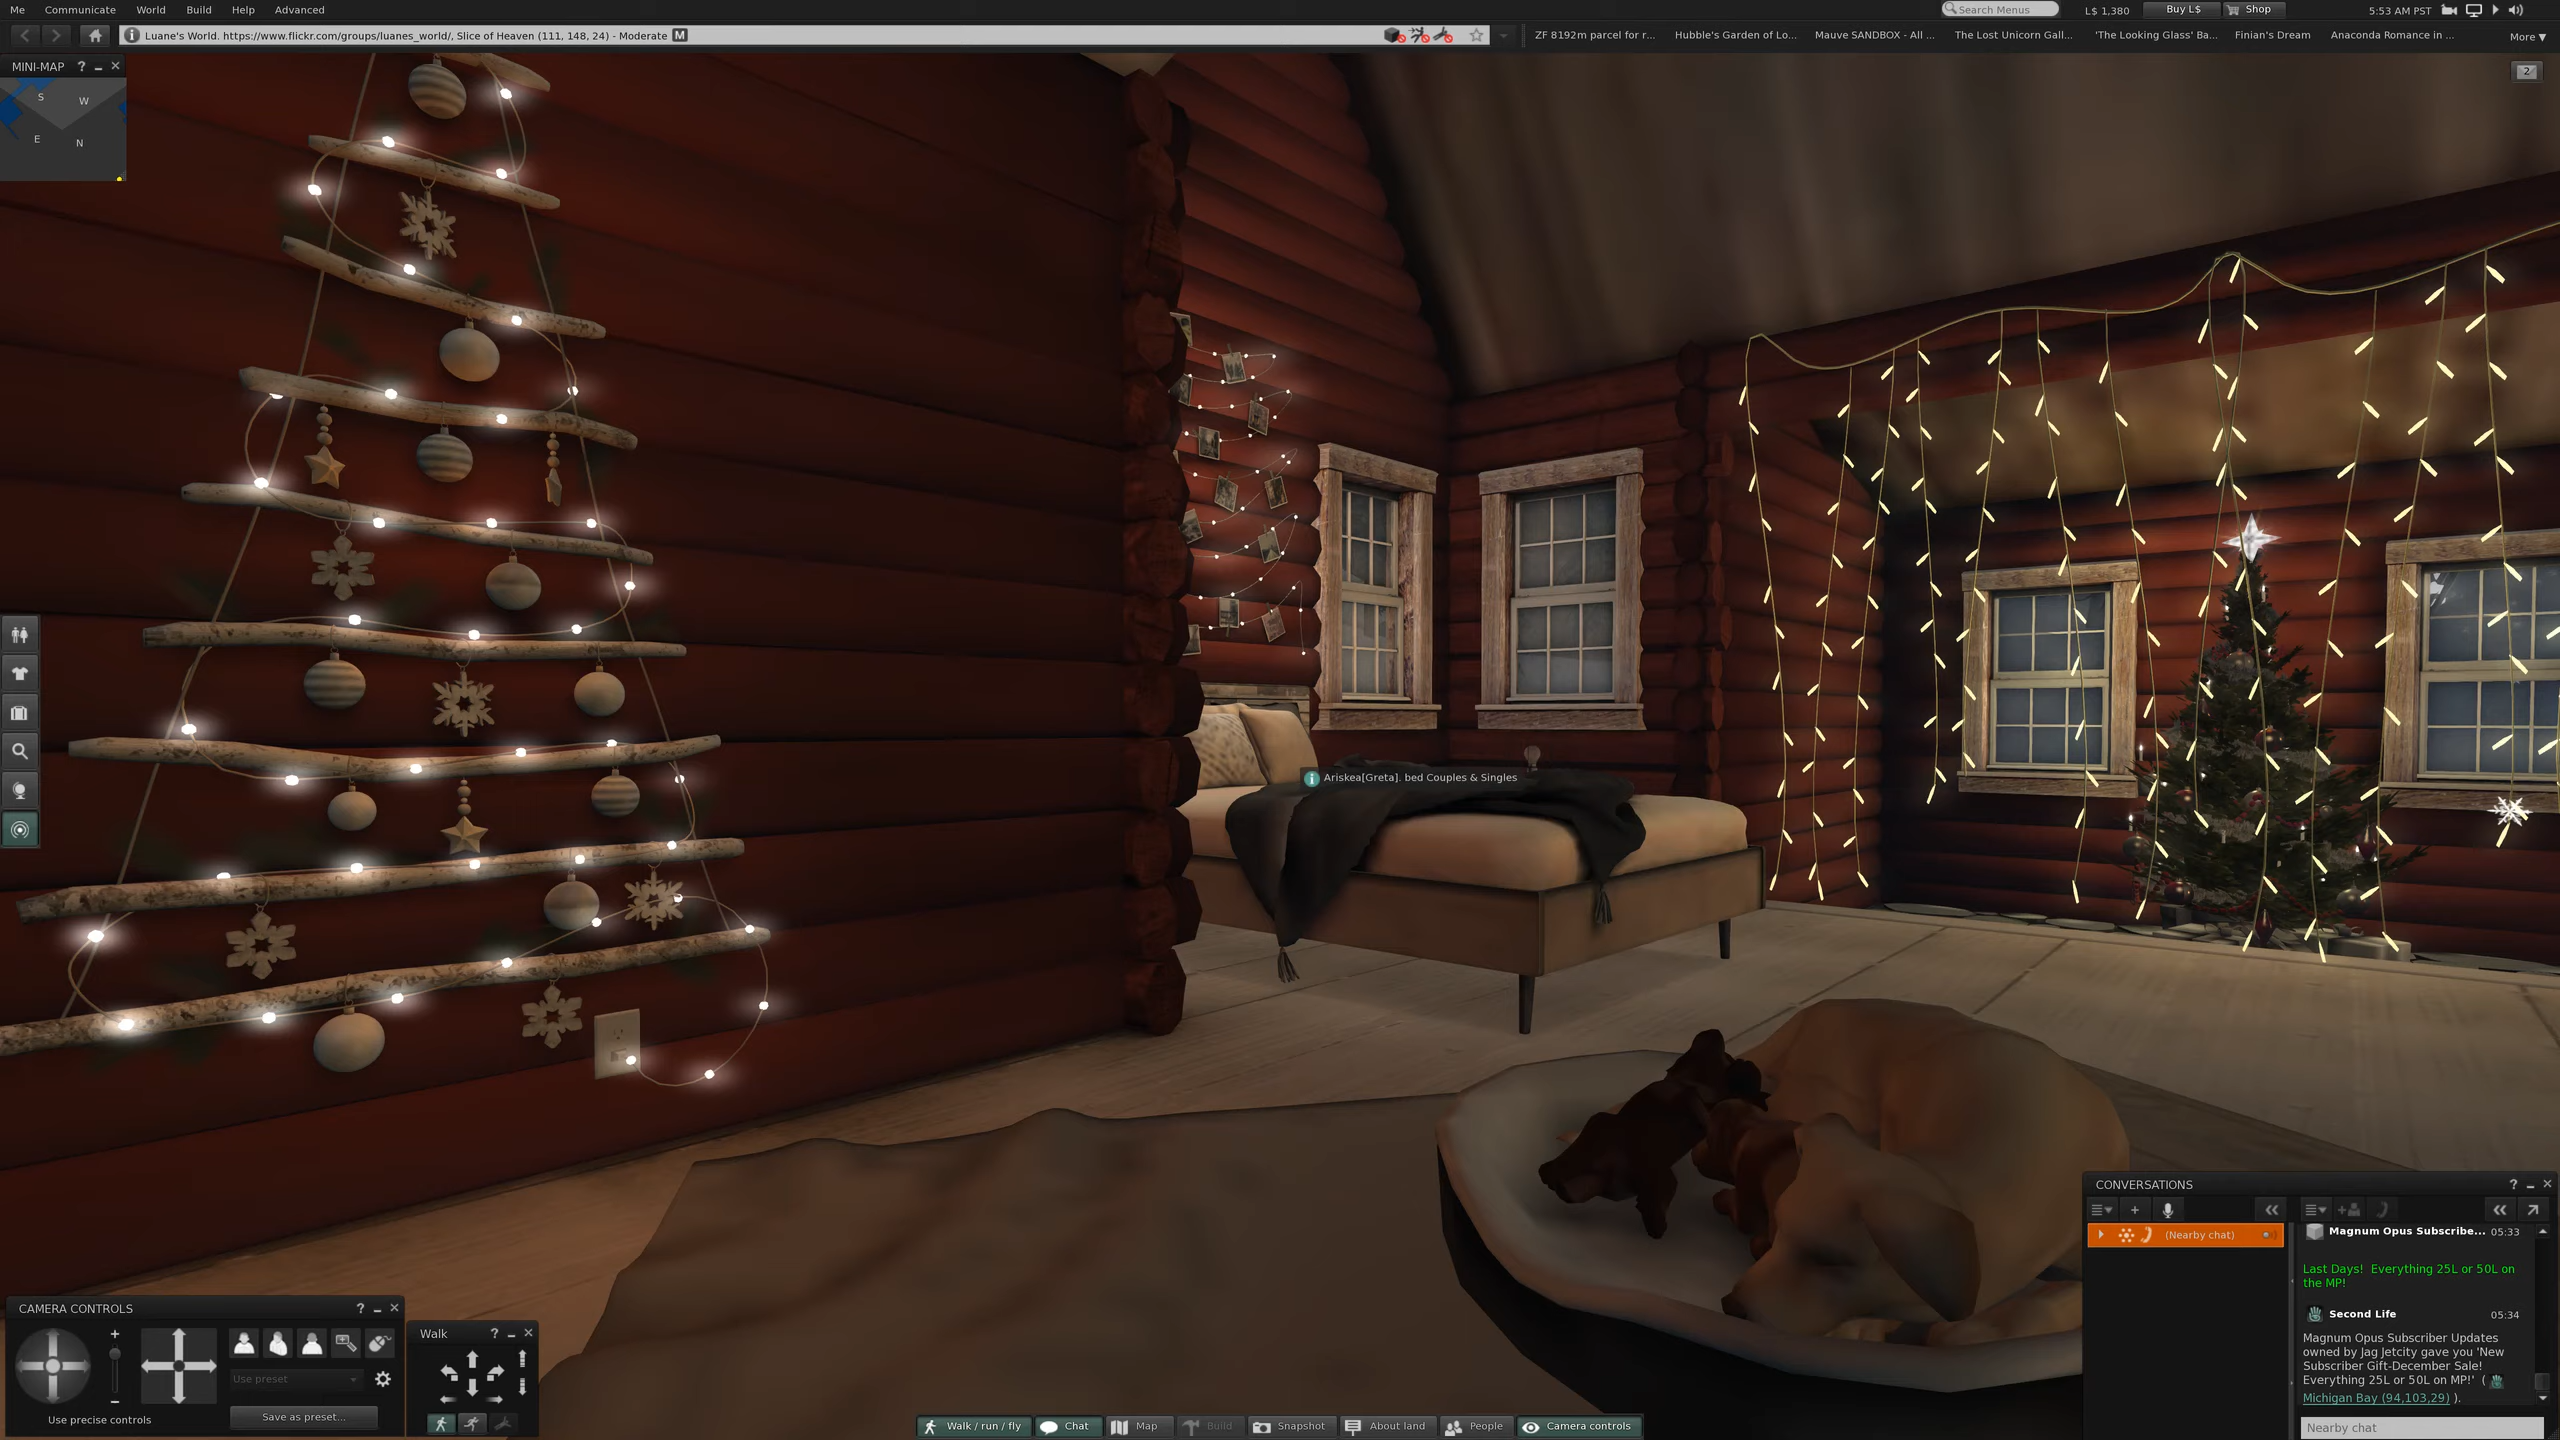 Me Communicate World Build Help Advanced
Search Menus L$ 1,380 Buy L$ Shop 5:53 AM PST
Luane's World. https://www.flickr.com/groups/luanes_world/, Slice of Heaven (111, 148, 24) - Moderate M
ZF 8192m parcel for r... Hubble's Garden of Lo... Mauve SANDBOX - All ... The Lost Unicorn Gall... 'The Looking Glass' Ba... Finian's Dream Anaconda Romance in ... More ▼
MINI-MAP ?
2
S W
E N
Ariskea[Greta]. bed Couples & Singles
CONVERSATIONS ?
(Nearby chat)
Magnum Opus Subscribe... 05:33
Last Days! Everything 25L or 50L on
the MP!
Second Life 05:34
Magnum Opus Subscriber Updates
owned by Jag Jetcity gave you 'New
Subscriber Gift-December Sale!
Everything 25L or 50L on MP!' (
Michigan Bay (94,103,29) ).
Nearby chat
CAMERA CONTROLS ?
Use preset
Use precise controls
Save as preset...
Walk ?
Walk / run / fly Chat Map Build Snapshot About land People Camera controls